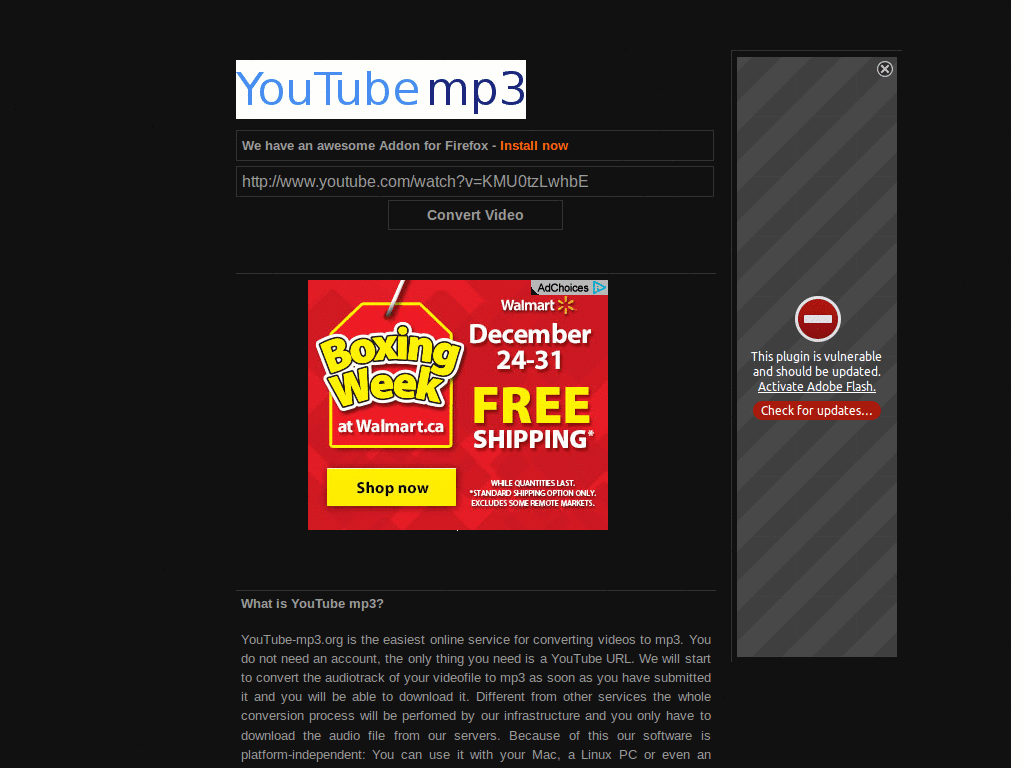 YouTube mp3
We have an awesome Addon for Firefox - Install now
http://www.youtube.com/watch?v=KMU0tzLwhbE
Convert Video
AdChoices
Walmart
Boxing
Week
at Walmart.ca
Shop now
December
24-31
FREE
SHIPPING*
WHILE QUANTITIES LAST.
*STANDARD SHIPPING OPTION ONLY.
EXCLUDES SOME REMOTE MARKETS.
This plugin is vulnerable
and should be updated.
Activate Adobe Flash.
Check for updates...
What is YouTube mp3?
YouTube-mp3.org is the easiest online service for converting videos to mp3. You
do not need an account, the only thing you need is a YouTube URL. We will start
to convert the audiotrack of your videofile to mp3 as soon as you have submitted
it and you will be able to download it. Different from other services the whole
conversion process will be perfomed by our infrastructure and you only have to
download the audio file from our servers. Because of this our software is
platform-independent: You can use it with your Mac, a Linux PC or even an